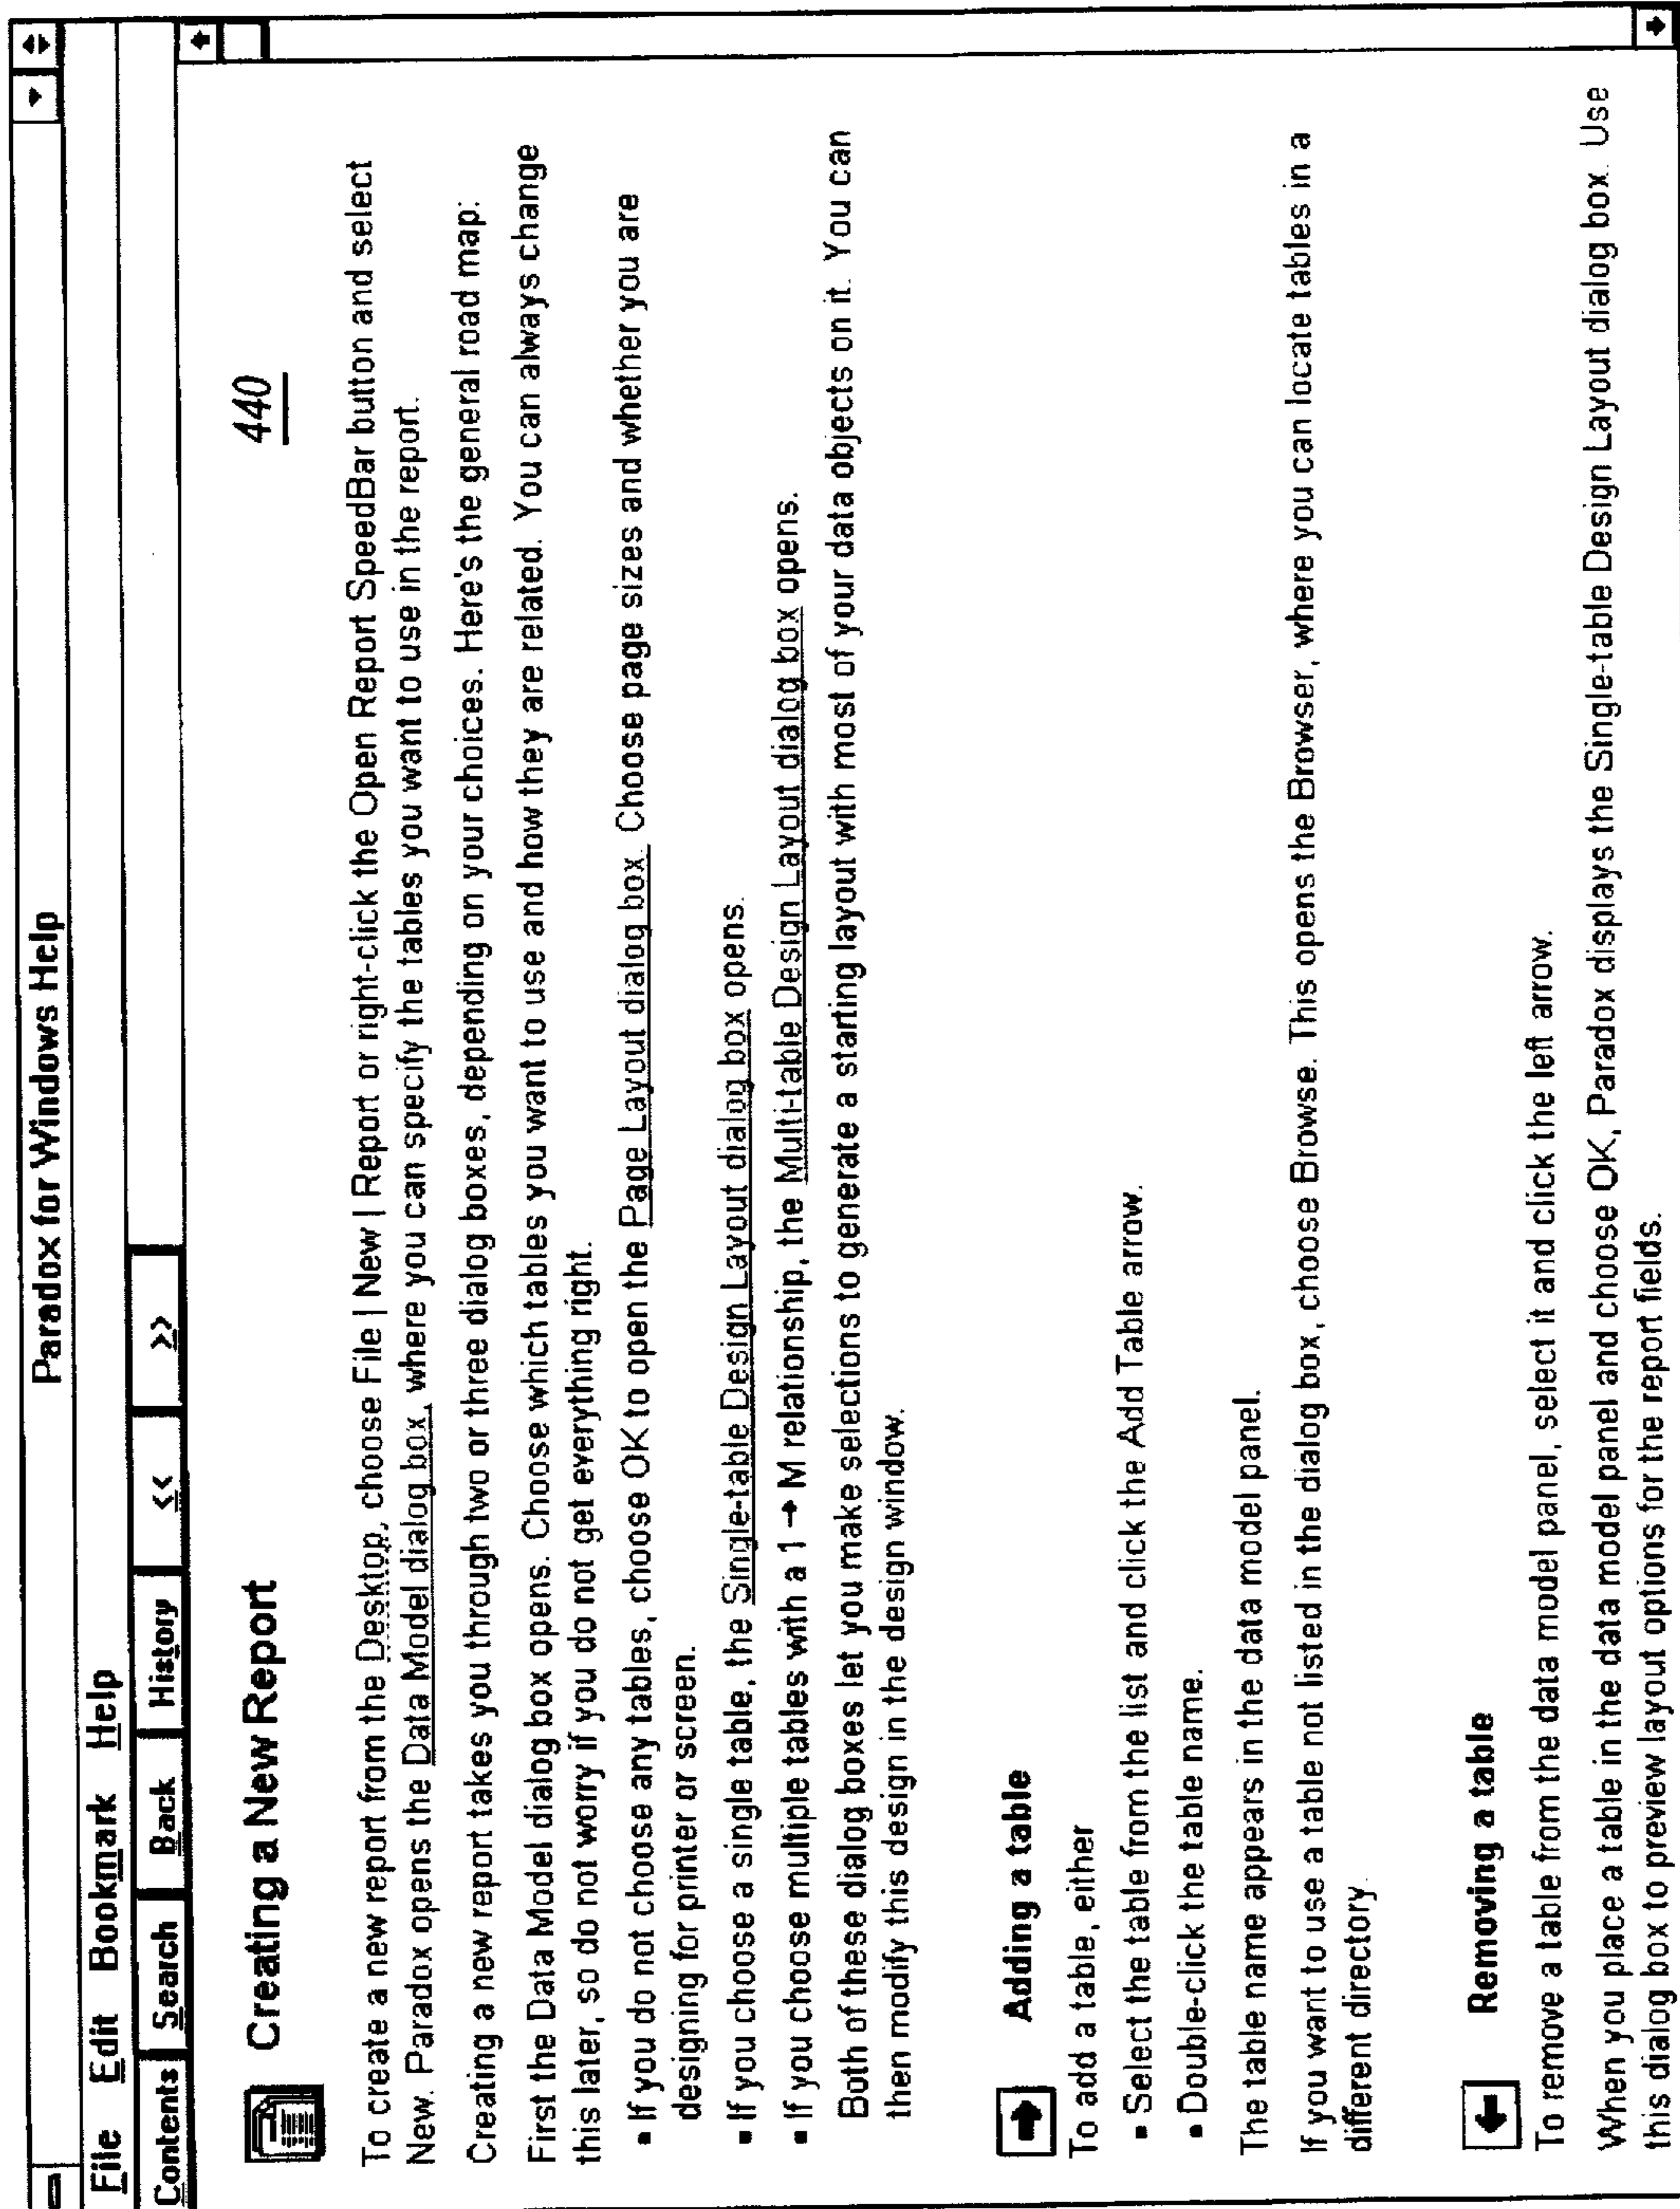 Paradox for Windows Help
File Edit Bookmark Help
Contents Search Back History << >>
Creating a New Report
440
To create a new report from the Desktop, choose File | New | Report or right-click the Open Report SpeedBar button and select
New. Paradox opens the Data Model dialog box, where you can specify the tables you want to use in the report.
Creating a new report takes you through two or three dialog boxes, depending on your choices. Here's the general road map:
First the Data Model dialog box opens. Choose which tables you want to use and how they are related. You can always change
this later, so do not worry if you do not get everything right.
▪ If you do not choose any tables, choose OK to open the Page Layout dialog box. Choose page sizes and whether you are
designing for printer or screen.
▪ If you choose a single table, the Single-table Design Layout dialog box opens.
▪ If you choose multiple tables with a 1 → M relationship, the Multi-table Design Layout dialog box opens.
Both of these dialog boxes let you make selections to generate a starting layout with most of your data objects on it. You can
then modify this design in the design window.
Adding a table
To add a table, either
▪ Select the table from the list and click the Add Table arrow.
▪ Double-click the table name.
The table name appears in the data model panel.
If you want to use a table not listed in the dialog box, choose Browse. This opens the Browser, where you can locate tables in a
different directory.
Removing a table
To remove a table from the data model panel, select it and click the left arrow.
When you place a table in the data model panel and choose OK, Paradox displays the Single-table Design Layout dialog box. Use
this dialog box to preview layout options for the report fields.